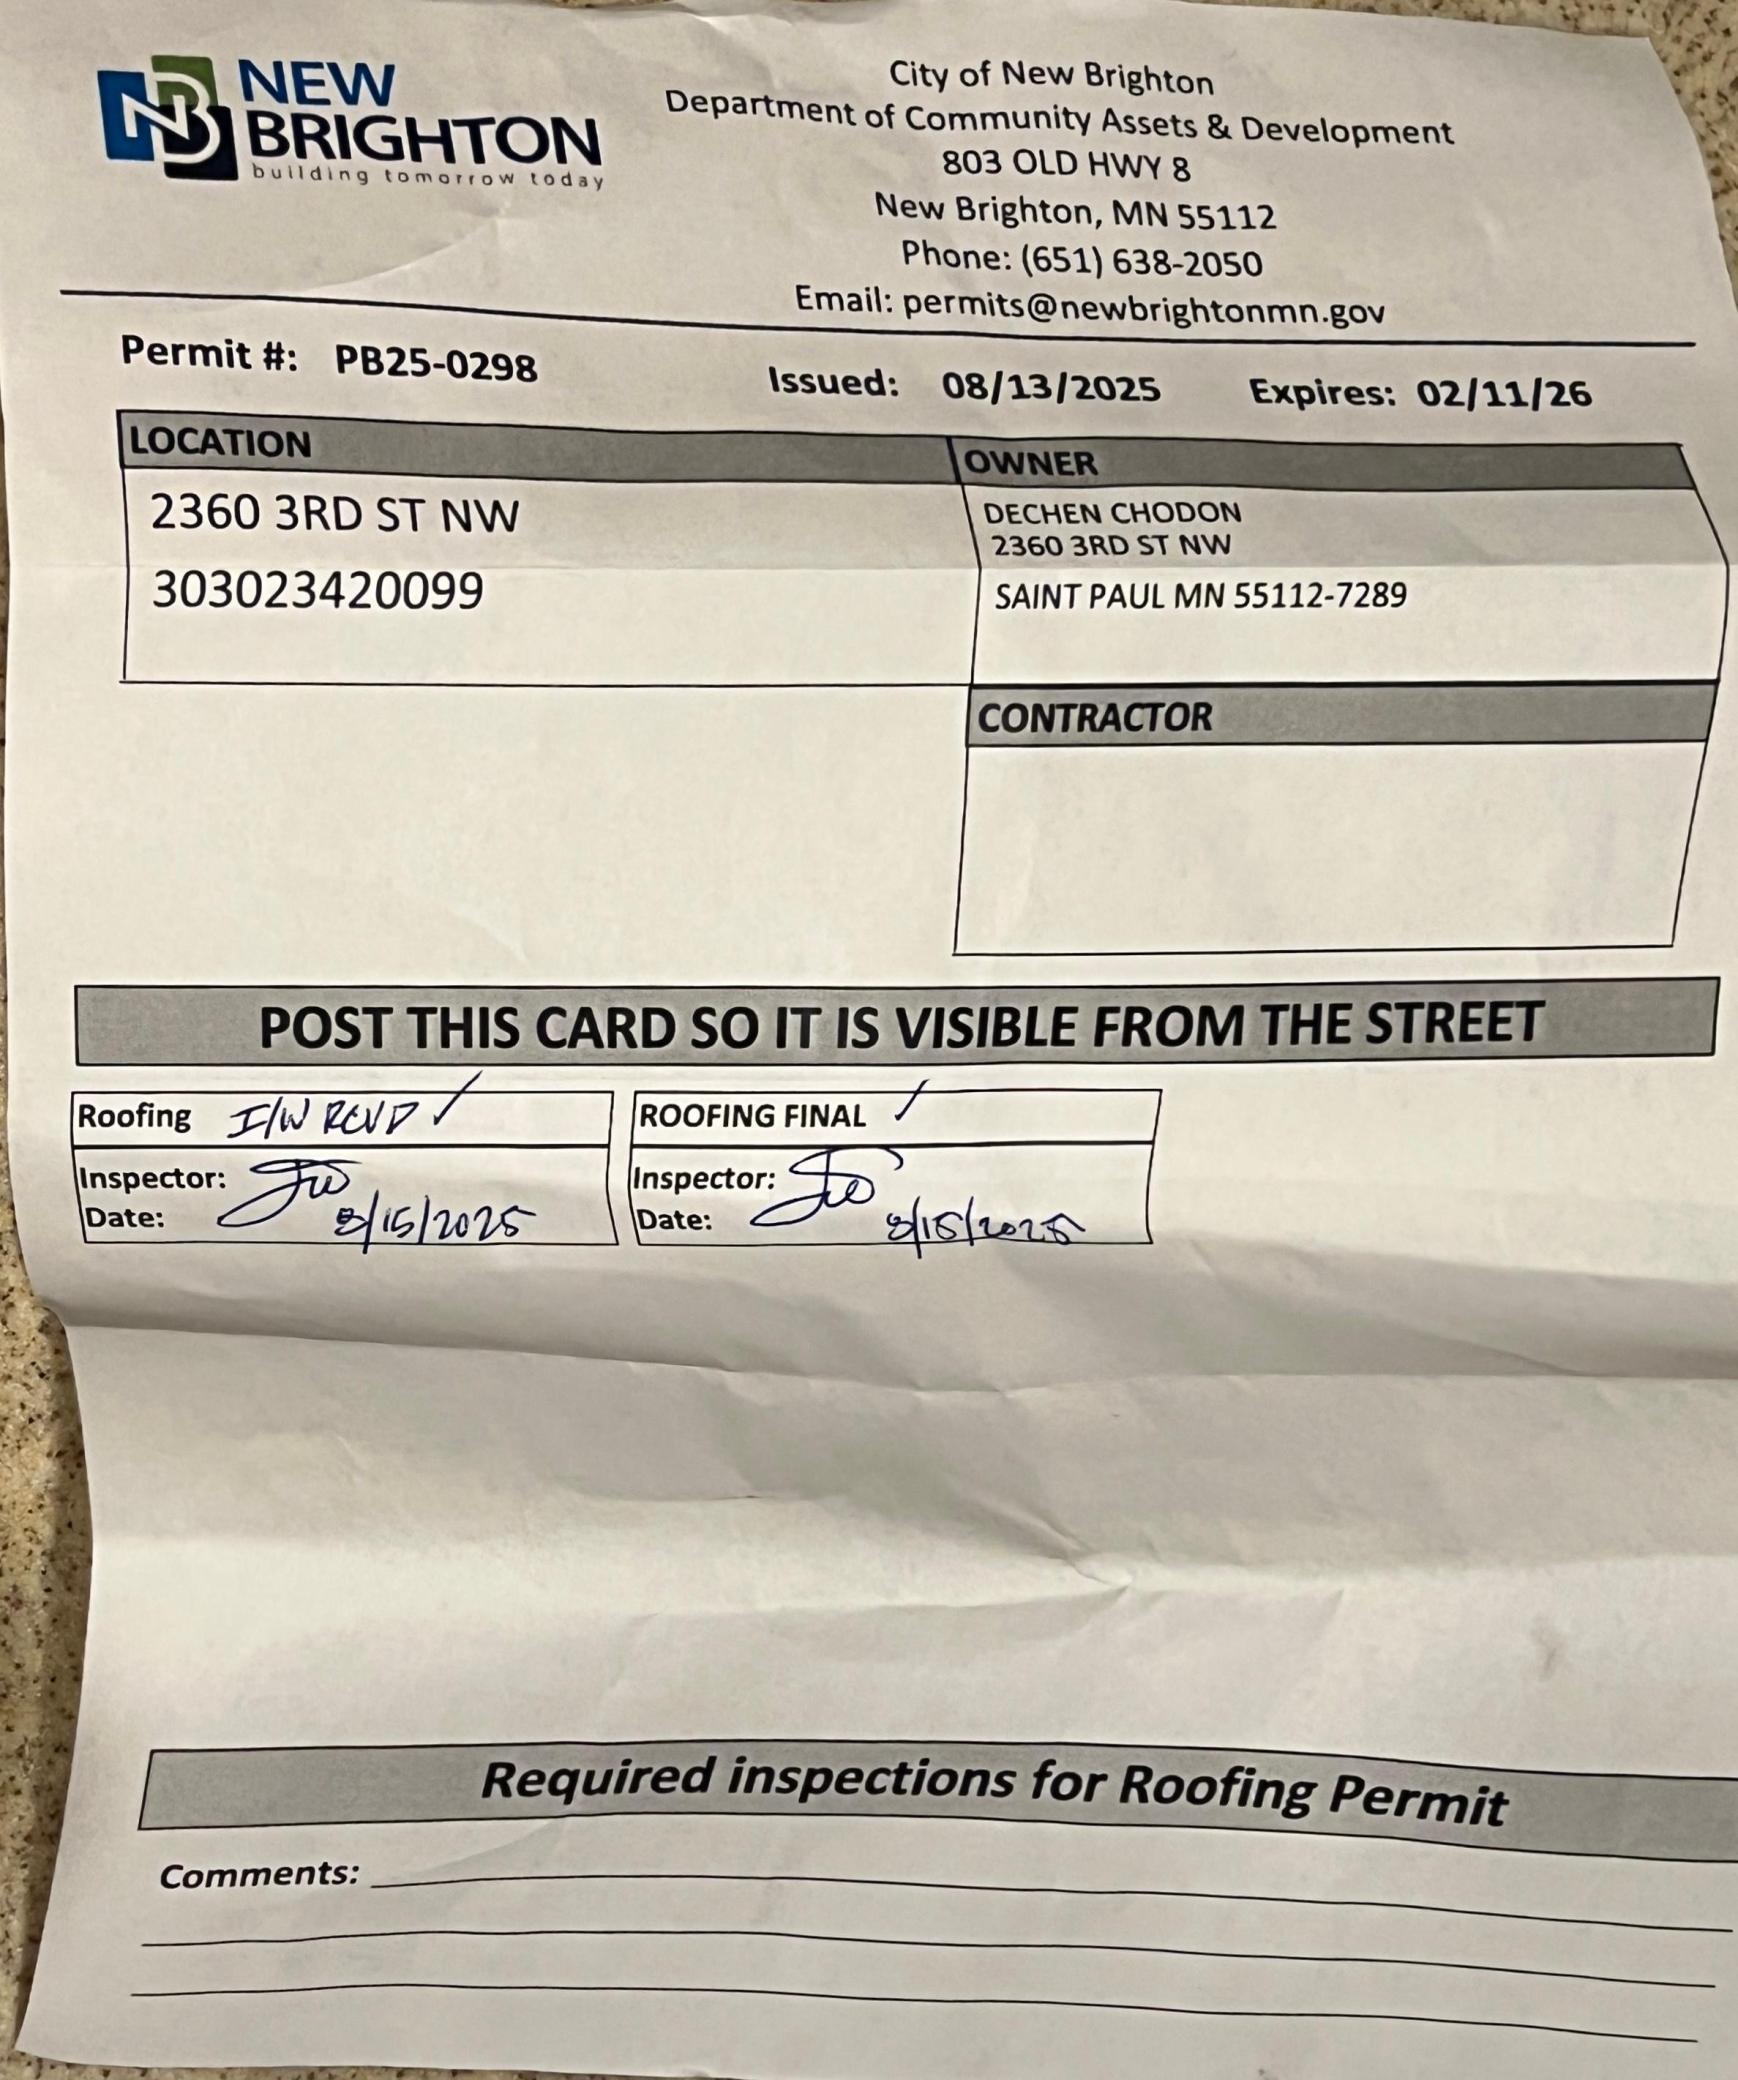 NEW
BRIGHTON
building tomorrow today
City of New Brighton
Department of Community Assets & Development
803 OLD HWY 8
New Brighton, MN 55112
Phone: (651) 638-2050
Email: permits@newbrightonmn.gov
Permit #: PB25-0298 Issued: 08/13/2025 Expires: 02/11/26
LOCATION
2360 3RD ST NW
303023420099
OWNER
DECHEN CHODON
2360 3RD ST NW
SAINT PAUL MN 55112-7289
CONTRACTOR
POST THIS CARD SO IT IS VISIBLE FROM THE STREET
Roofing I/W RCVD ✓
Inspector:
Date: 8/15/2025
ROOFING FINAL ✓
Inspector:
Date: 8/15/2025
Required inspections for Roofing Permit
Comments: